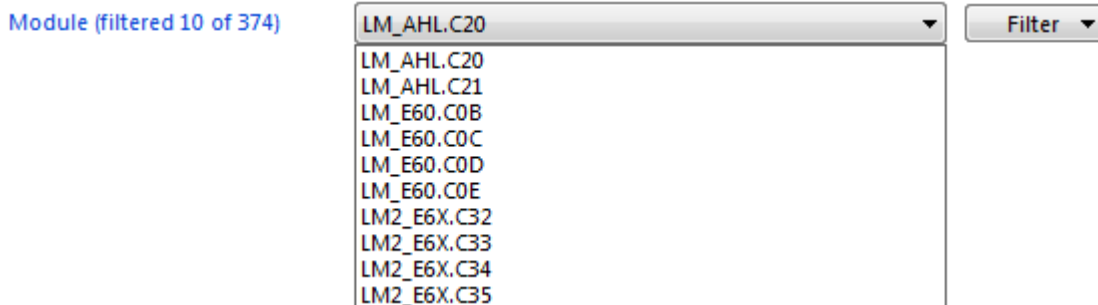 Module (filtered 10 of 374) LM_AHL.C20 Filter
LM_AHL.C20
LM_AHL.C21
LM_E60.C0B
LM_E60.C0C
LM_E60.C0D
LM_E60.C0E
LM2_E6X.C32
LM2_E6X.C33
LM2_E6X.C34
LM2_E6X.C35